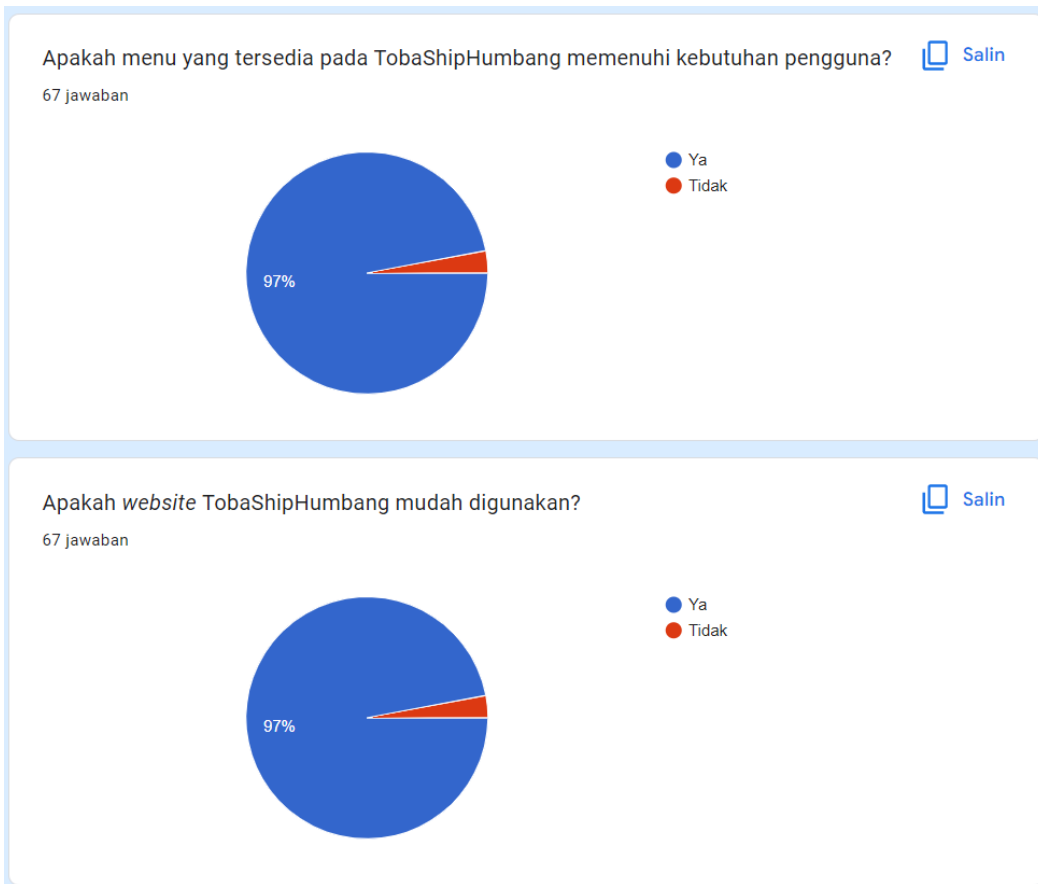 Apakah menu yang tersedia pada TobaShipHumbang memenuhi kebutuhan pengguna?
Salin
67 jawaban
Ya
Tidak
97%
Apakah website TobaShipHumbang mudah digunakan?
Salin
67 jawaban
Ya
Tidak
97%